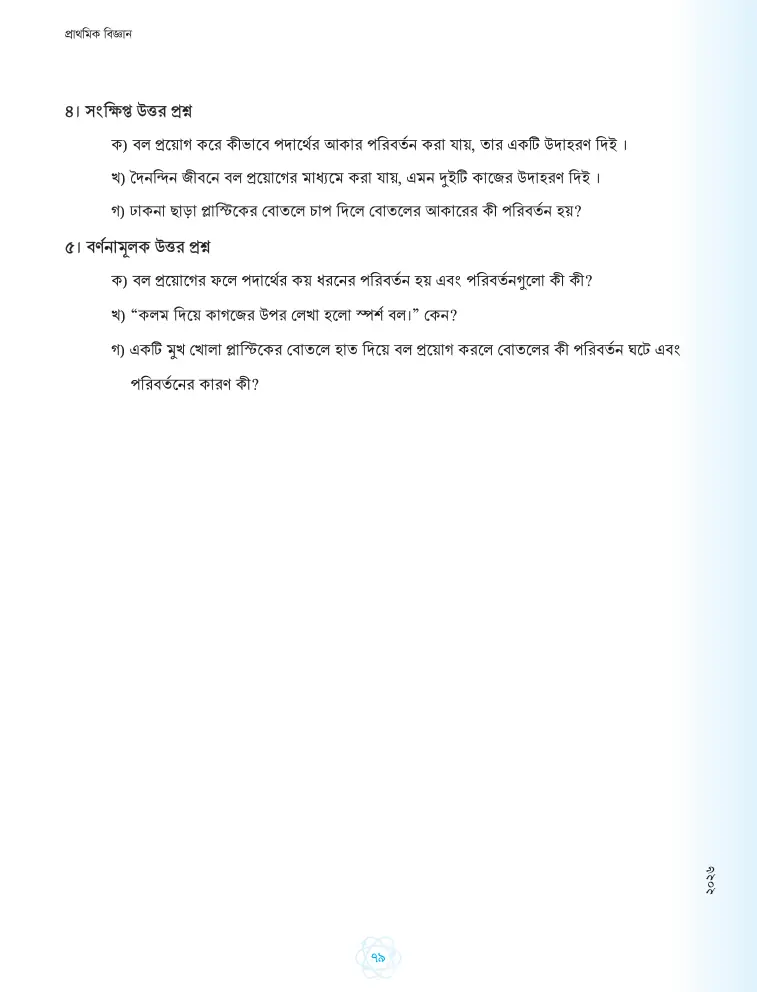 প্রাথমিক বিজ্ঞান
৪। সংক্ষিপ্ত উত্তর প্রশ্ন
ক) বল প্রয়োগ করে কীভাবে পদার্থের আকার পরিবর্তন করা যায়, তার একটি উদাহরণ দিই ।
খ) দৈনন্দিন জীবনে বল প্রয়োগের মাধ্যমে করা যায়, এমন দুইটি কাজের উদাহরণ দিই ।
গ) ঢাকনা ছাড়া প্লাস্টিকের বোতলে চাপ দিলে বোতলের আকারের কী পরিবর্তন হয়?
৫। বর্ণনামূলক উত্তর প্রশ্ন
ক) বল প্রয়োগের ফলে পদার্থের কয় ধরনের পরিবর্তন হয় এবং পরিবর্তনগুলো কী কী?
খ) “কলম দিয়ে কাগজের উপর লেখা হলো স্পর্শ বল।” কেন?
গ) একটি মুখ খোলা প্লাস্টিকের বোতলে হাত দিয়ে বল প্রয়োগ করলে বোতলের কী পরিবর্তন ঘটে এবং
পরিবর্তনের কারণ কী?
২০২৬
৭৯